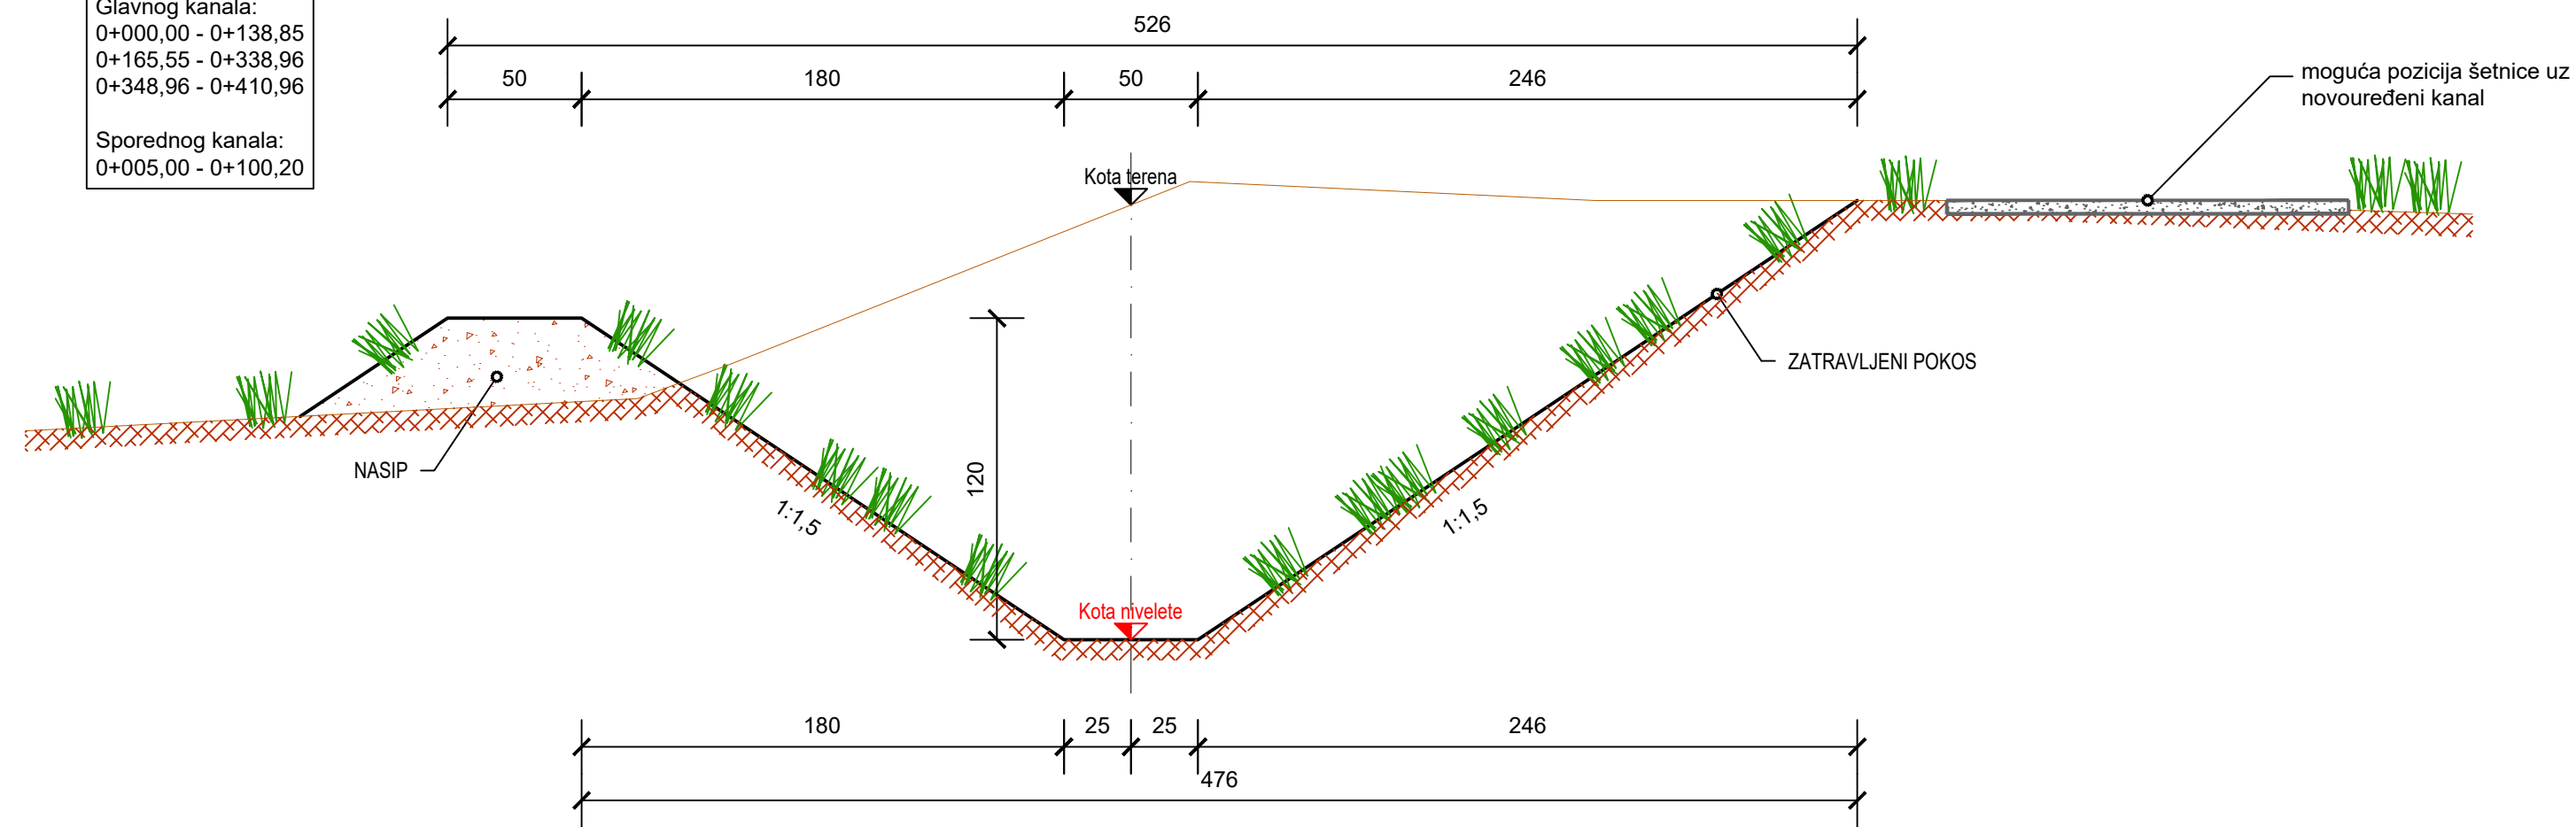 Glavnog kanala:
0+000,00 - 0+138,85
0+165,55 - 0+338,96
0+348,96 - 0+410,96
Sporednog kanala:
0+005,00 - 0+100,20
526
50
180
50
246
moguća pozicija šetnice uz
novouređeni kanal
Kota terena
ZATRAVLJENI POKOS
NASIP
120
1:1,5
1:1,5
Kota nivelete
180
25
25
246
476